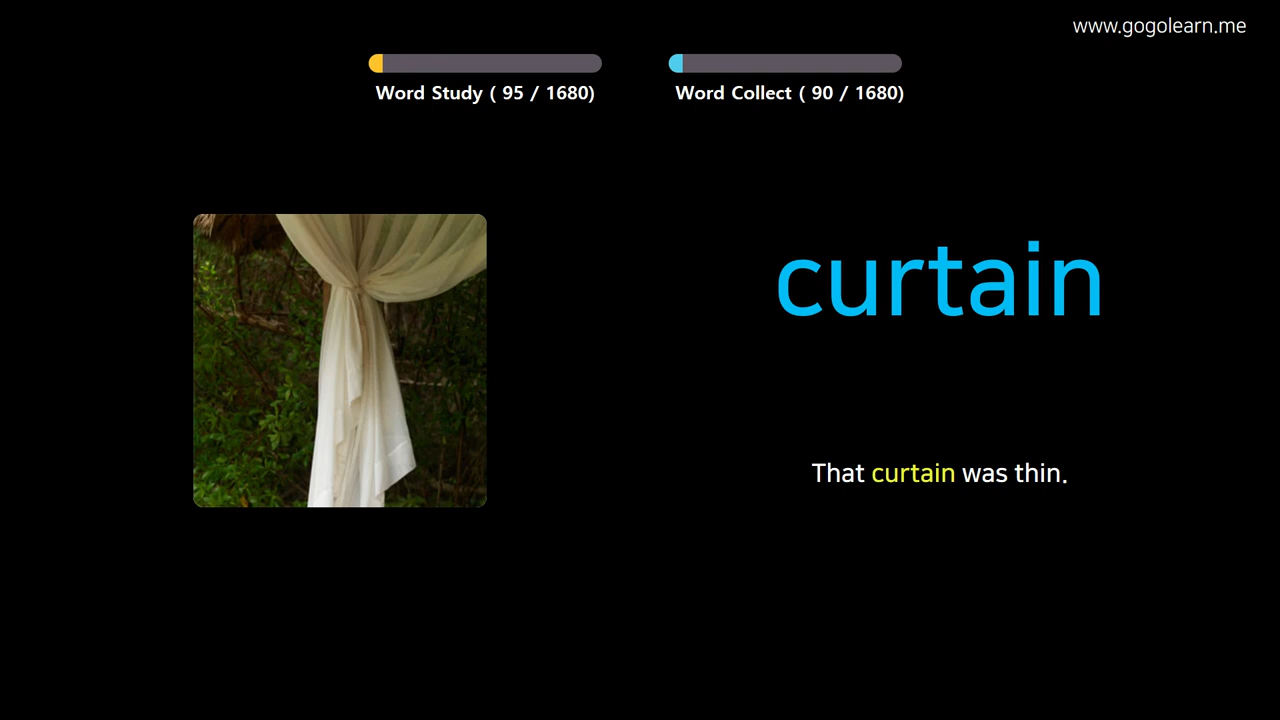 www.gogolearn.me
Word Study ( 95 / 1680)
Word Collect ( 90 / 1680)
curtain
That curtain was thin.